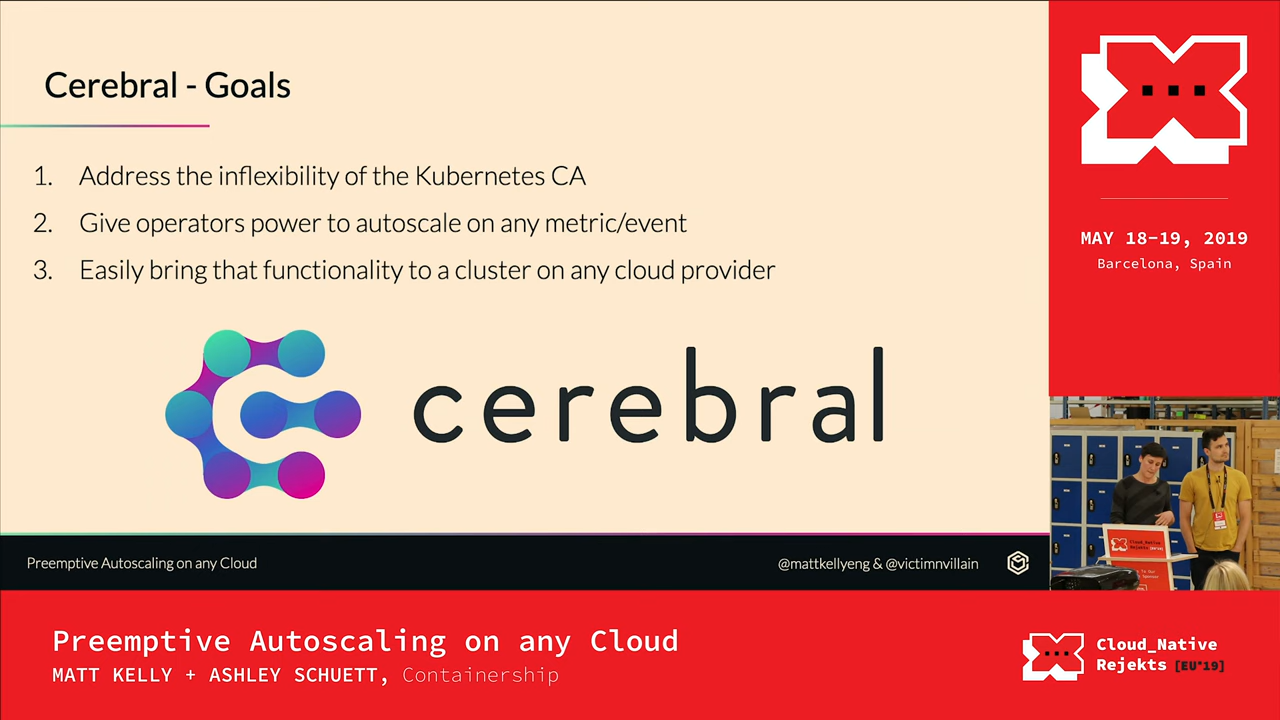 Cerebral - Goals
1. Address the inflexibility of the Kubernetes CA
2. Give operators power to autoscale on any metric/event
3. Easily bring that functionality to a cluster on any cloud provider
cerebral
Preemptive Autoscaling on any Cloud
@mattkellyeng & @victimnvillain
MAY 18-19, 2019
Barcelona, Spain
Cloud_Native
Rejekts
Preemptive Autoscaling on any Cloud
MATT KELLY + ASHLEY SCHUETT, Containership
Cloud_Native
Rejekts [EU'19]